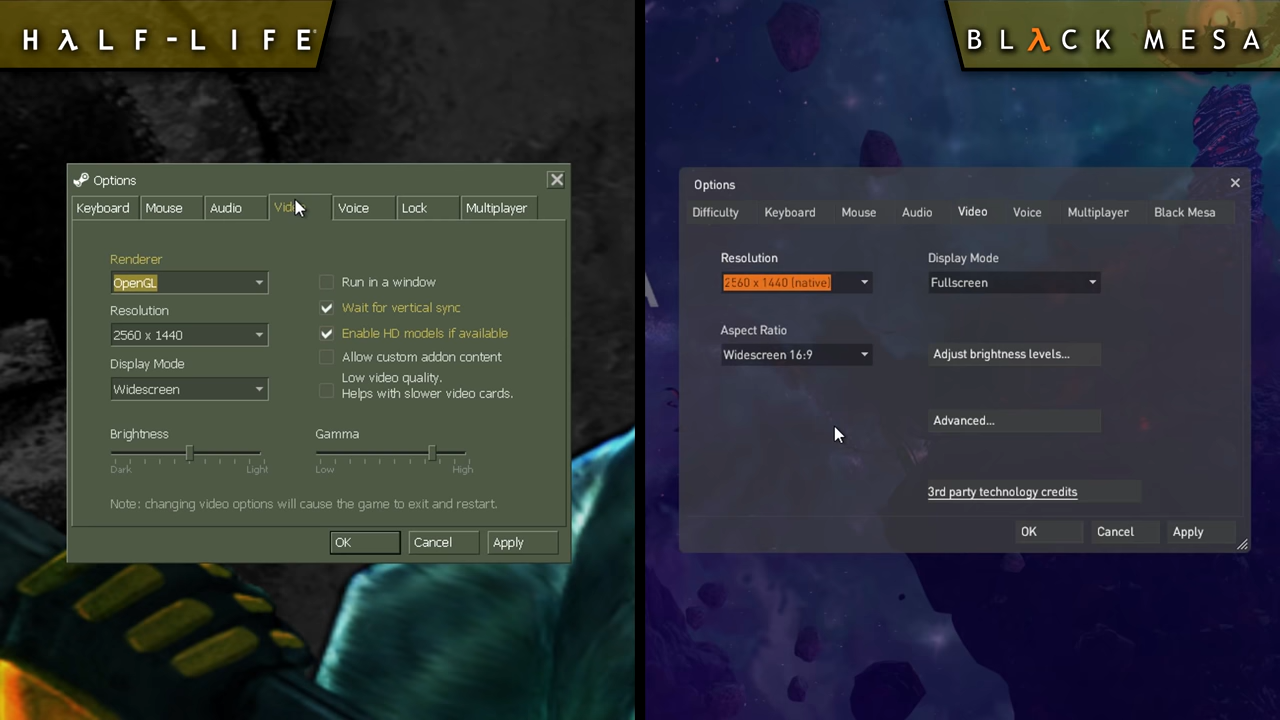 HλLF-LIFE
Options
Keyboard Mouse Audio Video Voice Lock Multiplayer
Renderer
OpenGL
Run in a window
Resolution
Wait for vertical sync
2560 x 1440
Enable HD models if available
Display Mode
Allow custom addon content
Widescreen
Low video quality.
Helps with slower video cards.
Brightness Gamma
Dark Light Low High
Note: changing video options will cause the game to exit and restart.
OK Cancel Apply
BLλCK MESA
Options
Difficulty Keyboard Mouse Audio Video Voice Multiplayer Black Mesa
Resolution Display Mode
2560 x 1440 (native) Fullscreen
Aspect Ratio
Widescreen 16:9 Adjust brightness levels...
Advanced...
3rd party technology credits
OK Cancel Apply